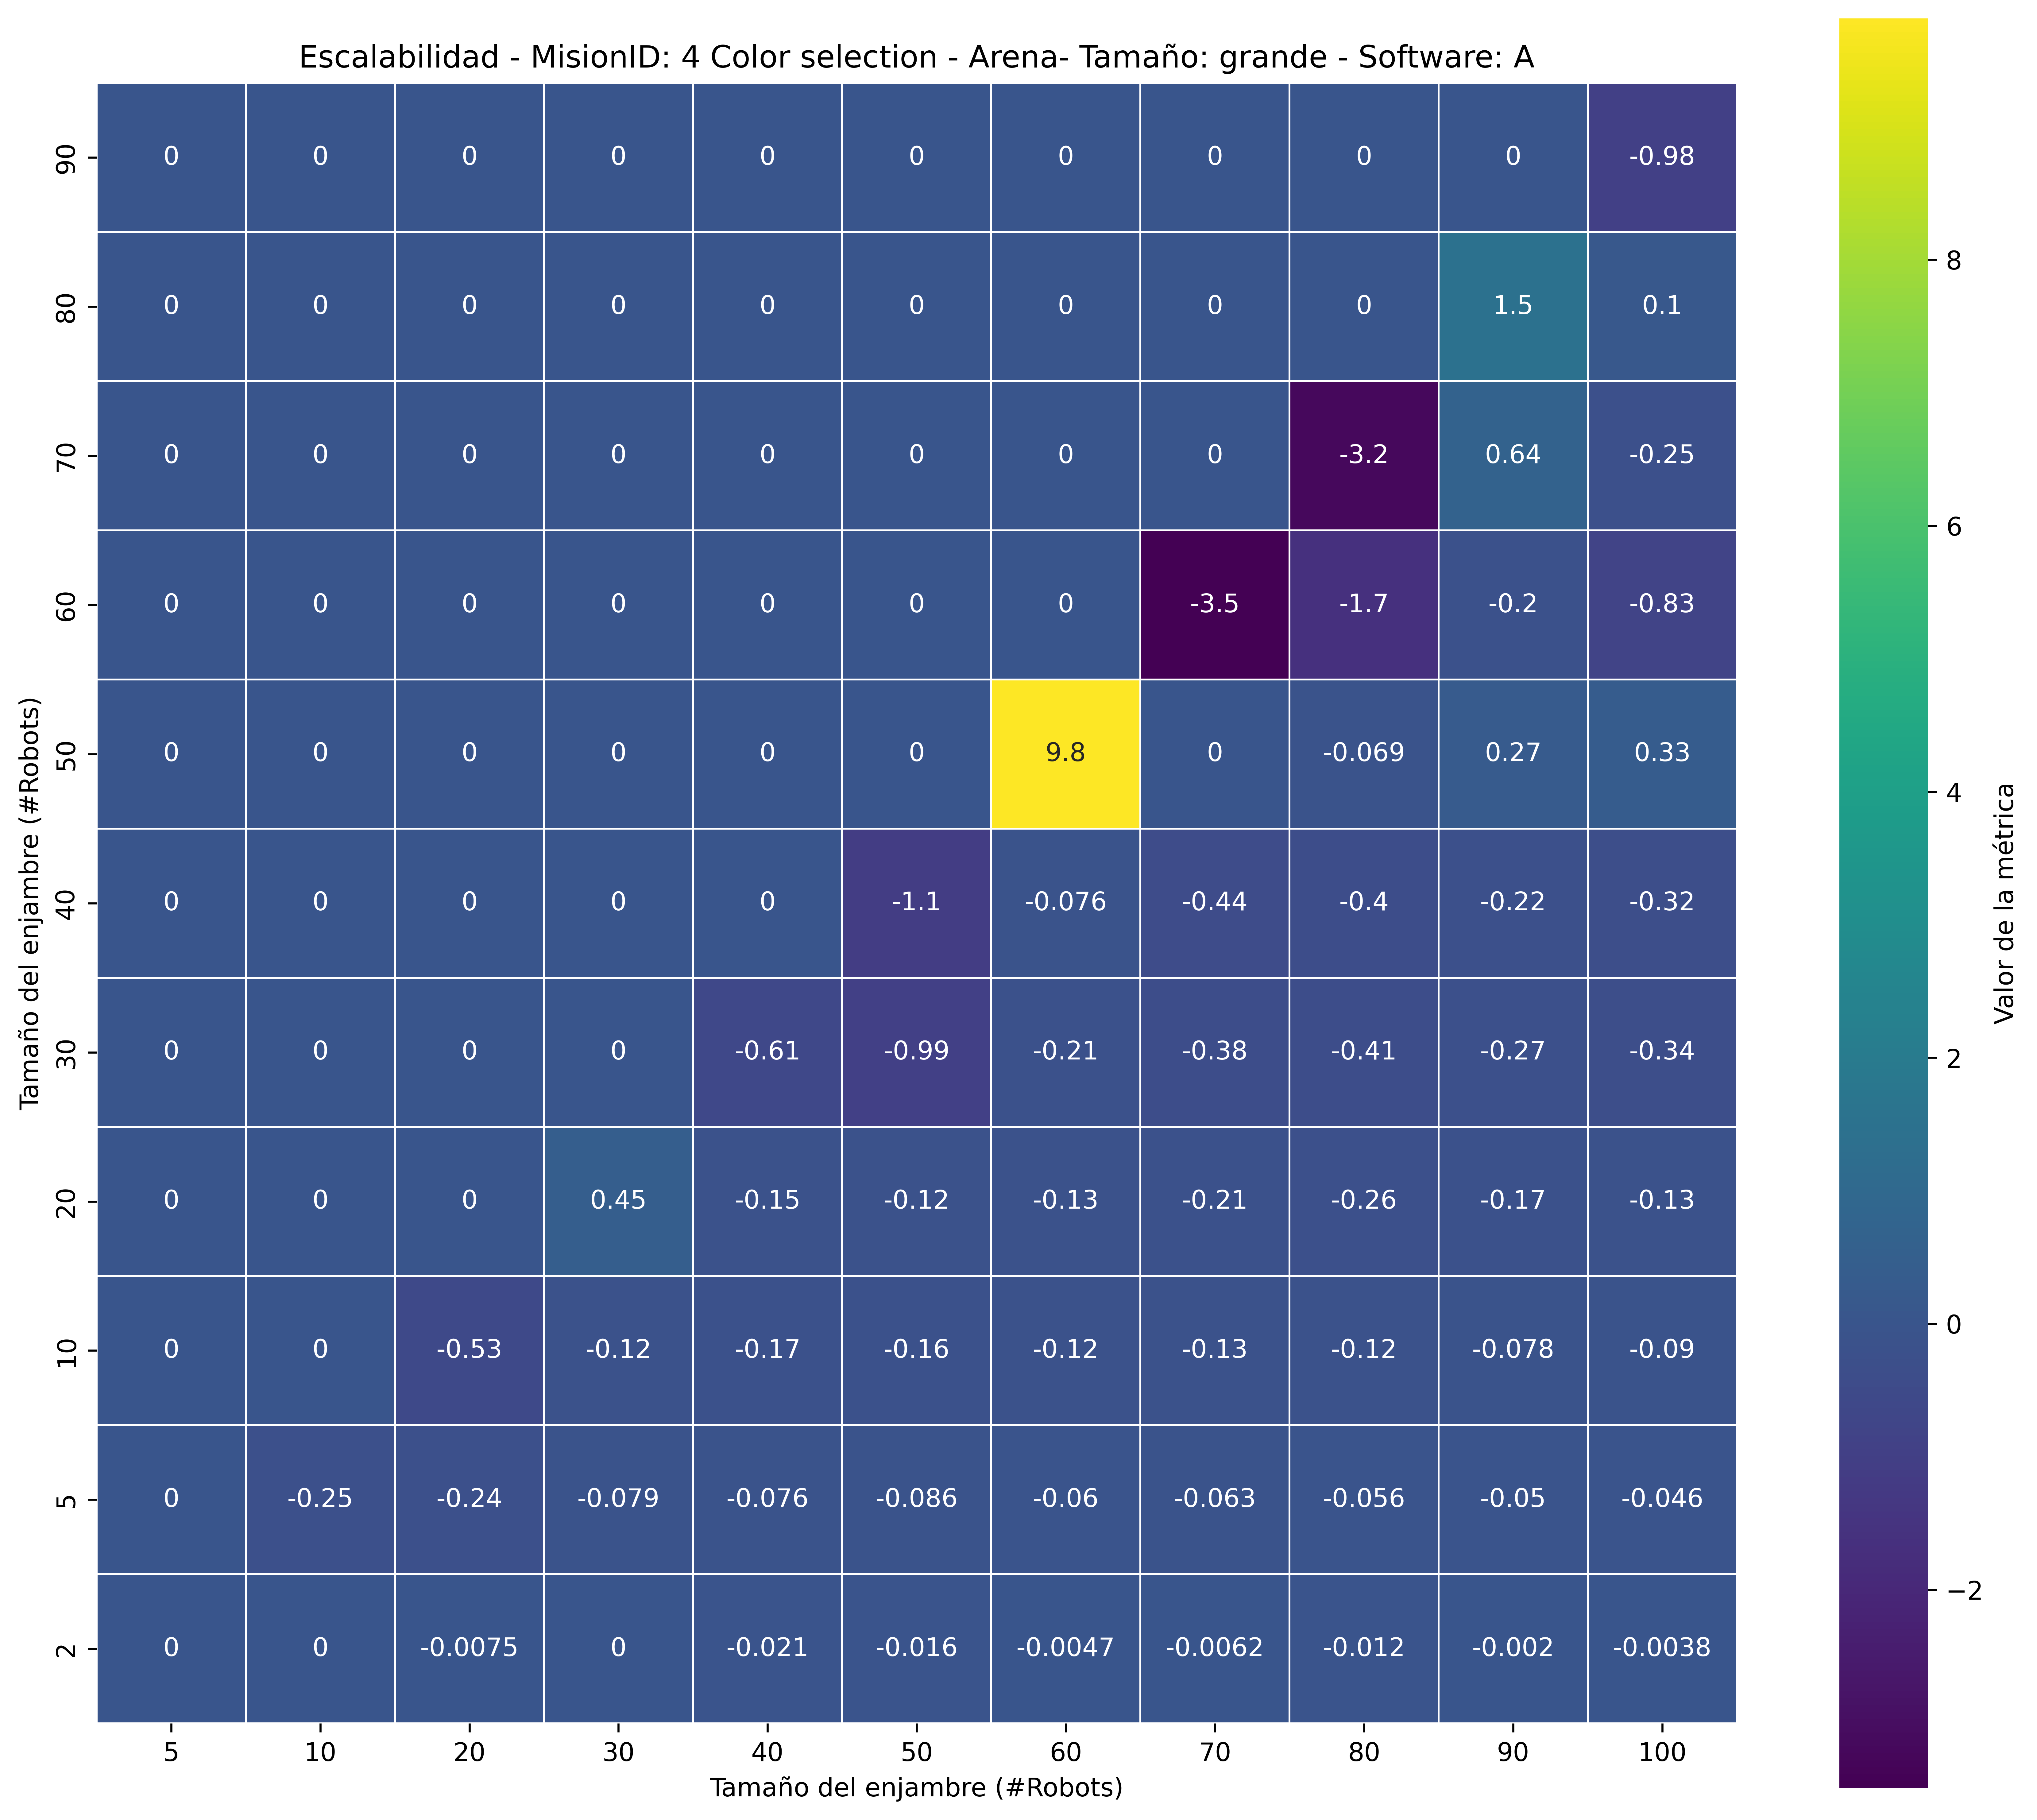 Escalabilidad - MisionID: 4 Color selection - Arena- Tamaño: grande - Software: A
90 0 0 0 0 0 0 0 0 0 0 -0.98
80 0 0 0 0 0 0 0 0 0 1.5 0.1
70 0 0 0 0 0 0 0 0 -3.2 0.64 -0.25
60 0 0 0 0 0 0 0 -3.5 -1.7 -0.2 -0.83
50 0 0 0 0 0 0 9.8 0 -0.069 0.27 0.33
40 0 0 0 0 0 -1.1 -0.076 -0.44 -0.4 -0.22 -0.32
30 0 0 0 0 -0.61 -0.99 -0.21 -0.38 -0.41 -0.27 -0.34
20 0 0 0 0.45 -0.15 -0.12 -0.13 -0.21 -0.26 -0.17 -0.13
10 0 0 -0.53 -0.12 -0.17 -0.16 -0.12 -0.13 -0.12 -0.078 -0.09
5 0 -0.25 -0.24 -0.079 -0.076 -0.086 -0.06 -0.063 -0.056 -0.05 -0.046
2 0 0 -0.0075 0 -0.021 -0.016 -0.0047 -0.0062 -0.012 -0.002 -0.0038
5 10 20 30 40 50 60 70 80 90 100
Tamaño del enjambre (#Robots)
Tamaño del enjambre (#Robots)
8
6
4
2
0
−2
Valor de la métrica